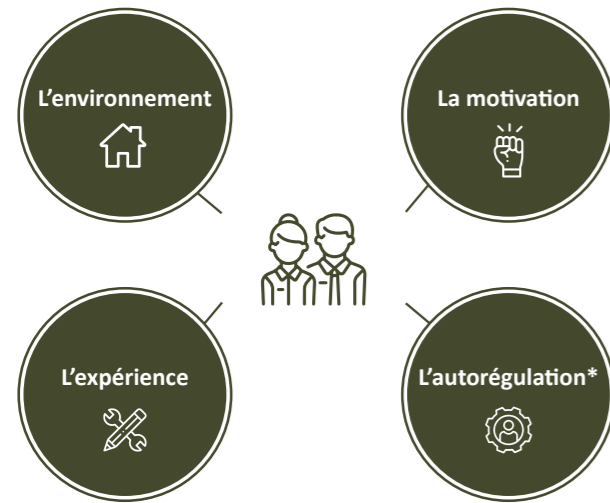 L’environnement
La motivation
L’expérience
L’autorégulation*